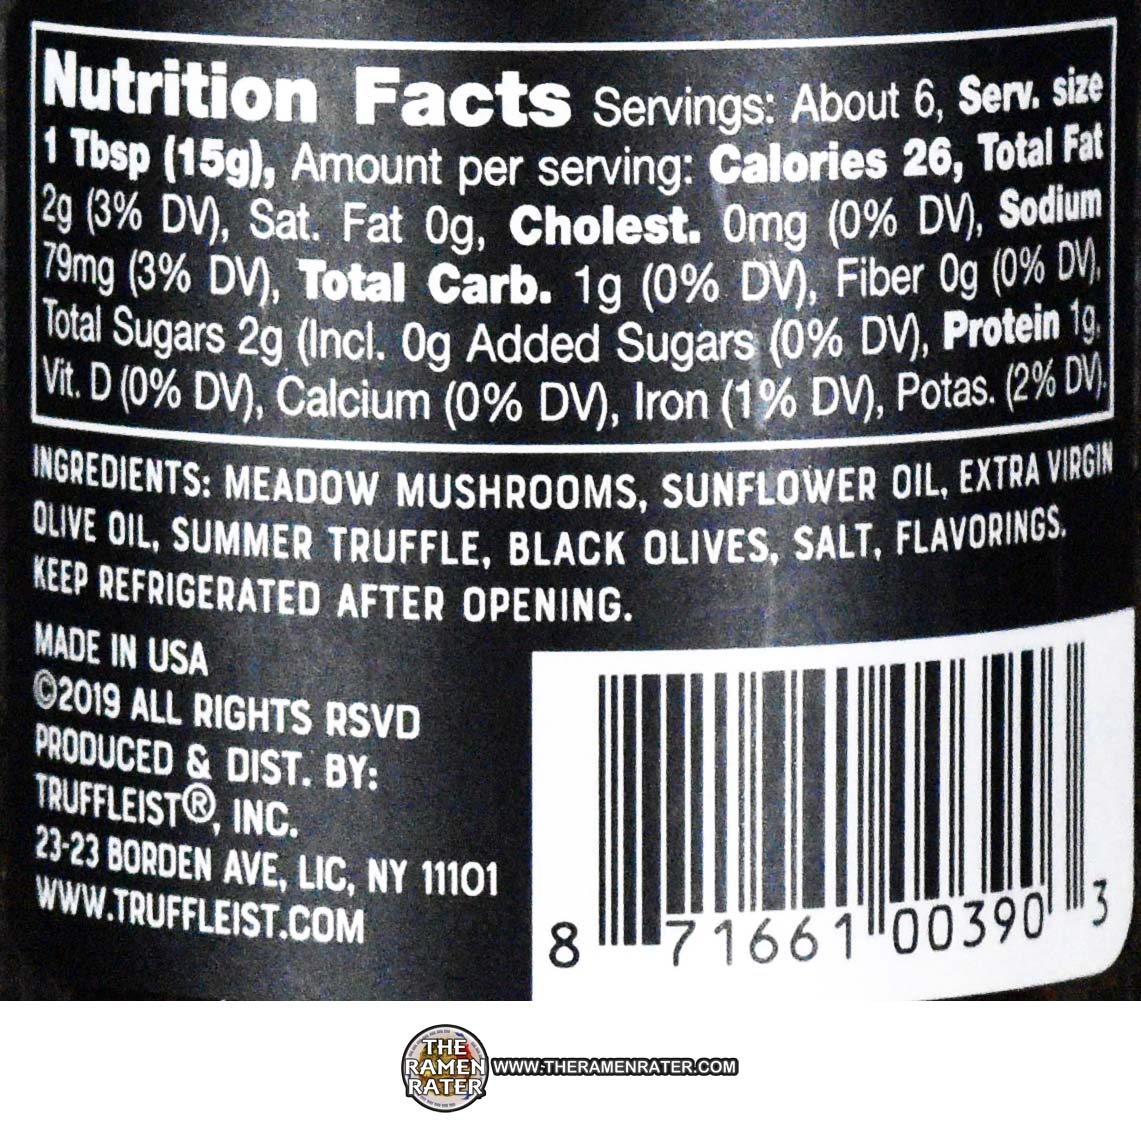 Nutrition Facts Servings: About 6, Serv. size
1 Tbsp (15g), Amount per serving: Calories 26, Total Fat
2g (3% DV), Sat. Fat 0g, Cholest. 0mg (0% DV), Sodium
79mg (3% DV), Total Carb. 1g (0% DV), Fiber 0g (0% DV),
Total Sugars 2g (Incl. 0g Added Sugars (0% DV), Protein 1g,
Vit. D (0% DV), Calcium (0% DV), Iron (1% DV), Potas. (2% DV).
INGREDIENTS: MEADOW MUSHROOMS, SUNFLOWER OIL, EXTRA VIRGIN
OLIVE OIL, SUMMER TRUFFLE, BLACK OLIVES, SALT, FLAVORINGS.
KEEP REFRIGERATED AFTER OPENING.
MADE IN USA
©2019 ALL RIGHTS RSVD
PRODUCED & DIST. BY:
TRUFFLEIST®, INC.
23-23 BORDEN AVE, LIC, NY 11101
WWW.TRUFFLEIST.COM
8 71661 00390 3
THE
RAMEN
RATER
WWW.THERAMENRATER.COM